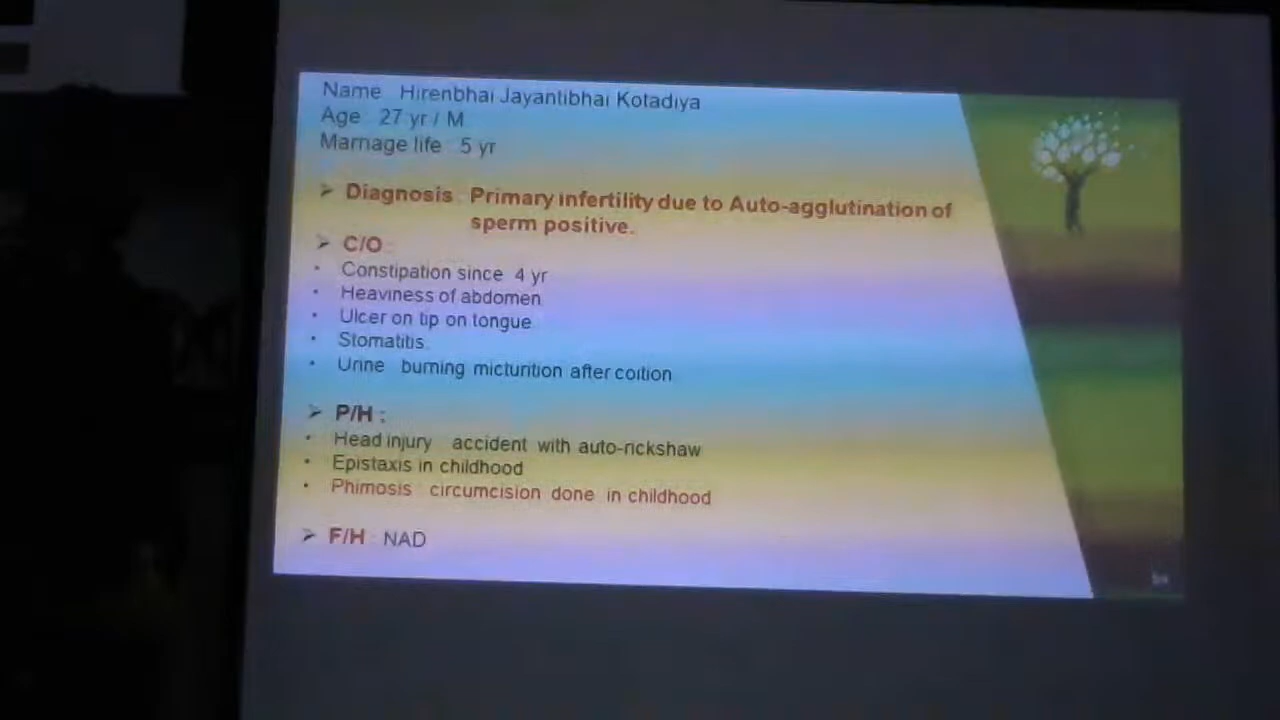 Name Hirenbhai Jayantibhai Kotadiya
Age 27 yr / M
Marriage life 5 yr
➢ Diagnosis : Primary infertility due to Auto-agglutination of
sperm positive.
➢ C/O :
• Constipation since 4 yr
• Heaviness of abdomen
• Ulcer on tip on tongue
• Stomatitis
• Urine burning micturition after coition
➢ P/H :
• Head injury accident with auto-rickshaw
• Epistaxis in childhood
• Phimosis : circumcision done in childhood
➢ F/H : NAD